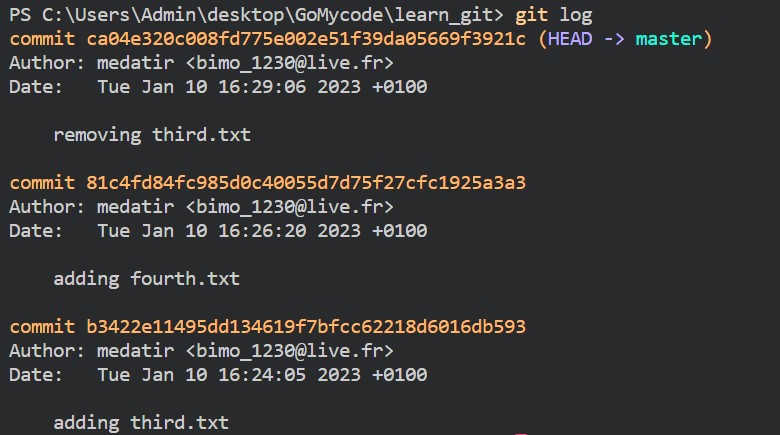 PS C:\Users\Admin\desktop\GoMycode\learn_git> git log
commit ca04e320c008fd775e002e51f39da05669f3921c (HEAD -> master)
Author: medatir <bimo_1230@live.fr>
Date:   Tue Jan 10 16:29:06 2023 +0100
    removing third.txt
commit 81c4fd84fc985d0c40055d7d75f27cfc1925a3a3
Author: medatir <bimo_1230@live.fr>
Date:   Tue Jan 10 16:26:20 2023 +0100
    adding fourth.txt
commit b3422e11495dd134619f7bfcc62218d6016db593
Author: medatir <bimo_1230@live.fr>
Date:   Tue Jan 10 16:24:05 2023 +0100
    adding third.txt